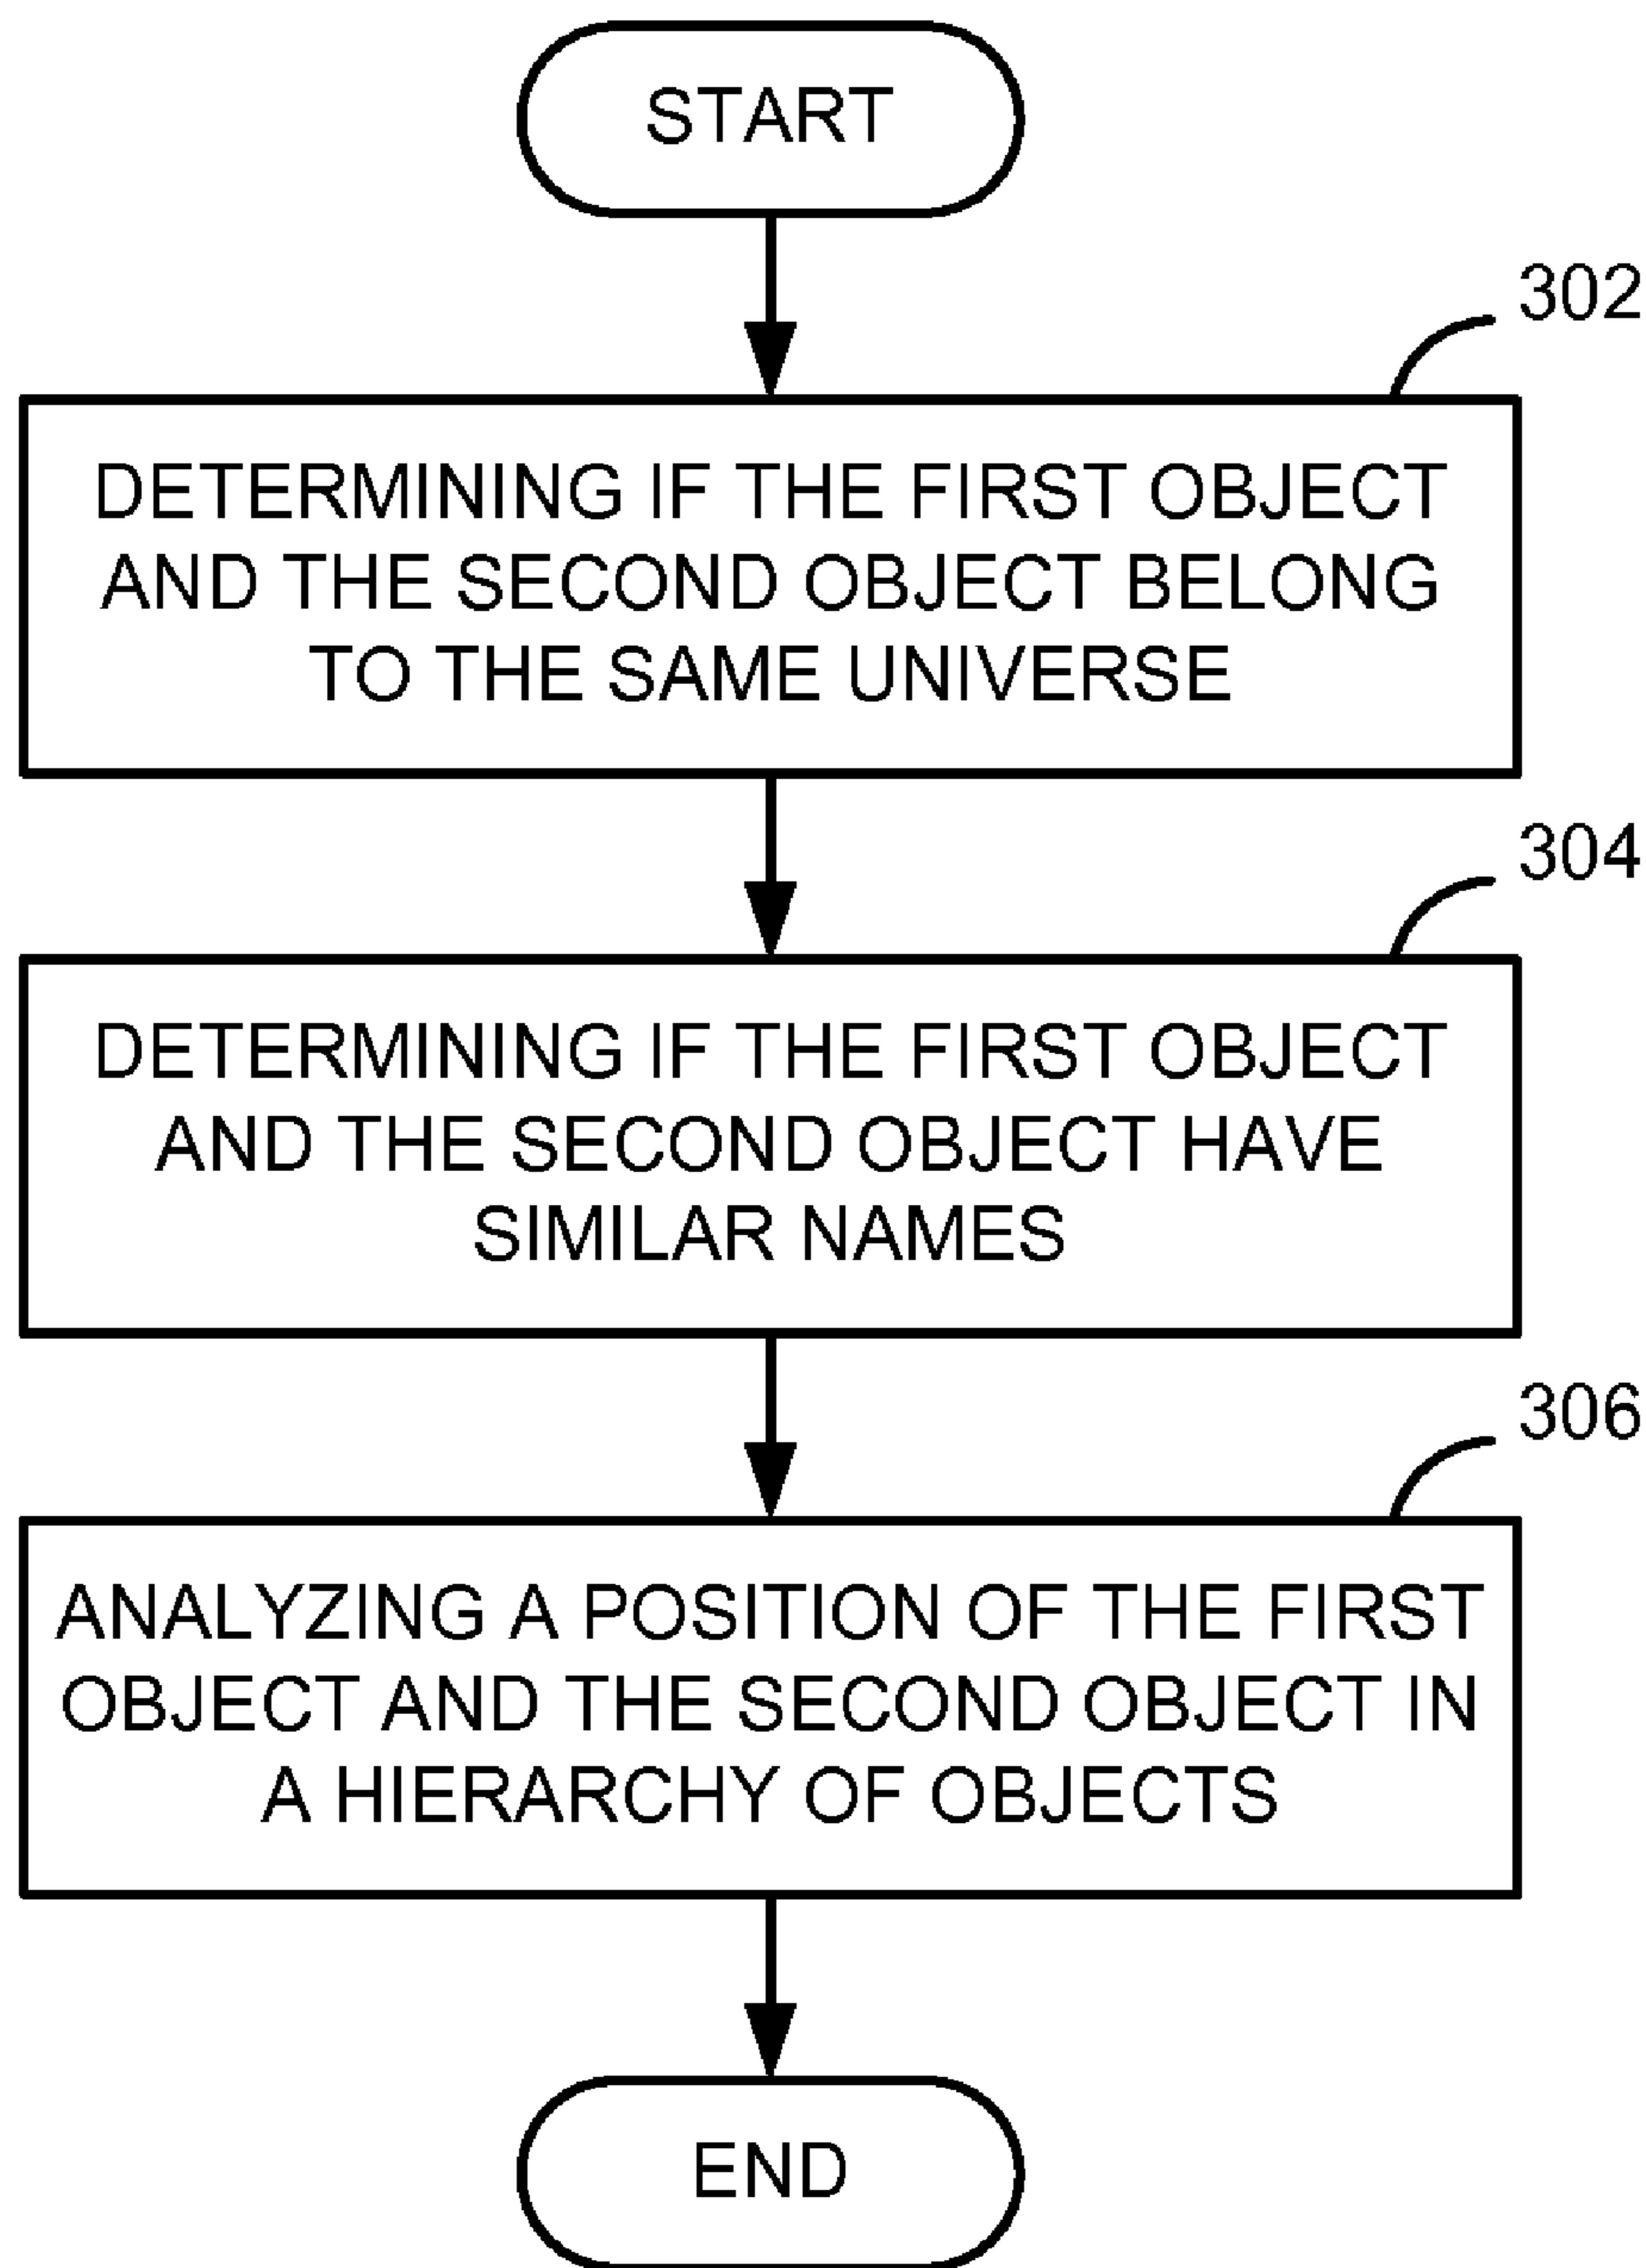 START
302
DETERMINING IF THE FIRST OBJECT
AND THE SECOND OBJECT BELONG
TO THE SAME UNIVERSE
304
DETERMINING IF THE FIRST OBJECT
AND THE SECOND OBJECT HAVE
SIMILAR NAMES
306
ANALYZING A POSITION OF THE FIRST
OBJECT AND THE SECOND OBJECT IN
A HIERARCHY OF OBJECTS
END